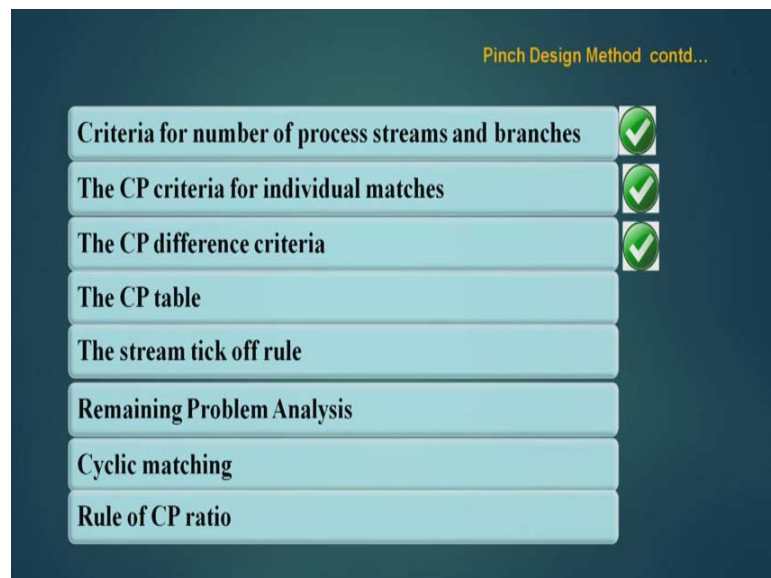 Pinch Design Method contd...
Criteria for number of process streams and branches
The CP criteria for individual matches
The CP difference criteria
The CP table
The stream tick off rule
Remaining Problem Analysis
Cyclic matching
Rule of CP ratio